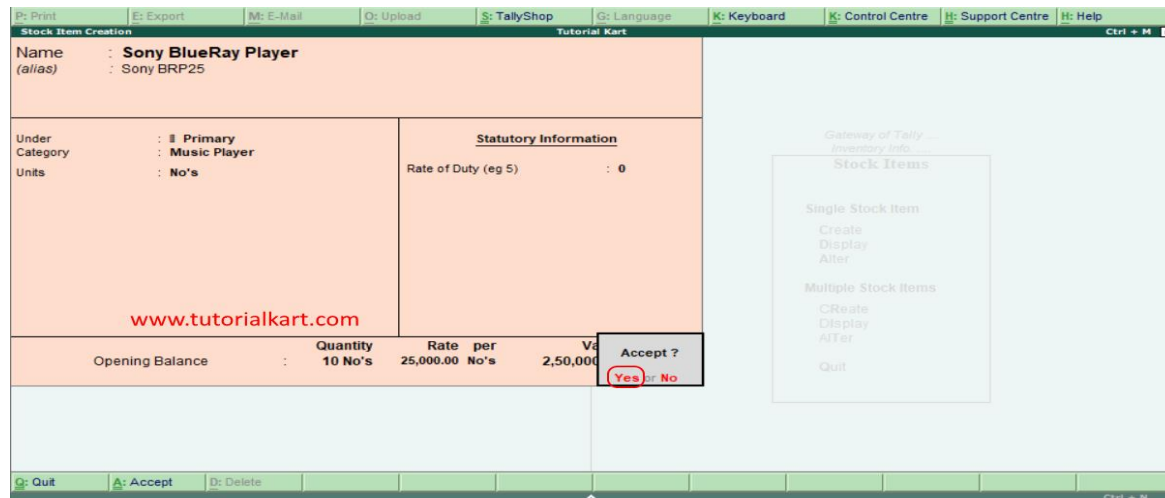 P: Print E: Export M: E-Mail O: Upload S: TallyShop G: Language K: Keyboard K: Control Centre H: Support Centre H: Help
Stock Item Creation Tutorial Kart Ctrl + M
Name : Sony BlueRay Player
(alias) : Sony BRP25
Under : Primary
Category : Music Player
Units : No's
Statutory Information
Rate of Duty (eg 5) : 0
Gateway of Tally ...
Inventory Info......
Stock Items
Single Stock Item
Create
Display
Alter
Multiple Stock Items
CReate
DIsplay
AlTer
Quit
www.tutorialkart.com
Quantity Rate per Va
Opening Balance : 10 No's 25,000.00 No's 2,50,000
Accept ?
Yes or No
Q: Quit A: Accept D: Delete
Ctrl + N